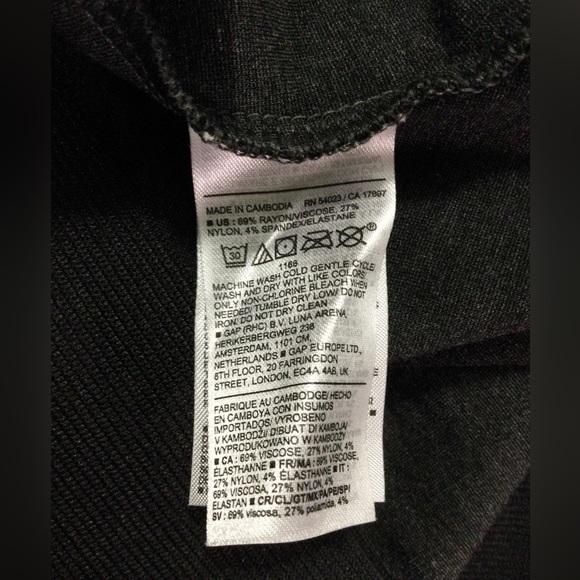 MADE IN CAMBODIA RN 54023 / CA 17897
■ US : 69% RAYON/VISCOSE, 27%
NYLON, 4% SPANDEX/ELASTANE
30
1166
MACHINE WASH COLD GENTLE CYCLE/
WASH AND DRY WITH LIKE COLORS/
ONLY NON-CHLORINE BLEACH WHEN
NEEDED/ TUMBLE DRY LOW/ DO NOT
IRON/ DO NOT DRY CLEAN
■ GAP (RHC) B.V. LUNA ARENA,
HERIKERBERGWEG 238
AMSTERDAM, 1101 CM,
NETHERLANDS ■ GAP EUROPE LTD.,
6TH FLOOR, 20 FARRINGDON
STREET, LONDON, EC4A 4AB, UK
FABRIQUE AU CAMBODGE/ HECHO
EN CAMBOYA CON INSUMOS
IMPORTADOS/ VYROBENO
V KAMBODŽI/ DIBUAT DI KAMBOJA/
WYPRODUKOWANO W KAMBODŻY
■ CA : 69% VISCOSE, 27% NYLON, 4%
ÉLASTHANNE ■ FR/MA : 69% VISCOSE,
27% NYLON, 4% ÉLASTHANNE ■ IT :
69% VISCOSA, 27% NYLON, 4%
ELASTAN ■ CR/CL/GT/MX/PA/PE/SP/
SV : 69% viscosa, 27% poliamida, 4%